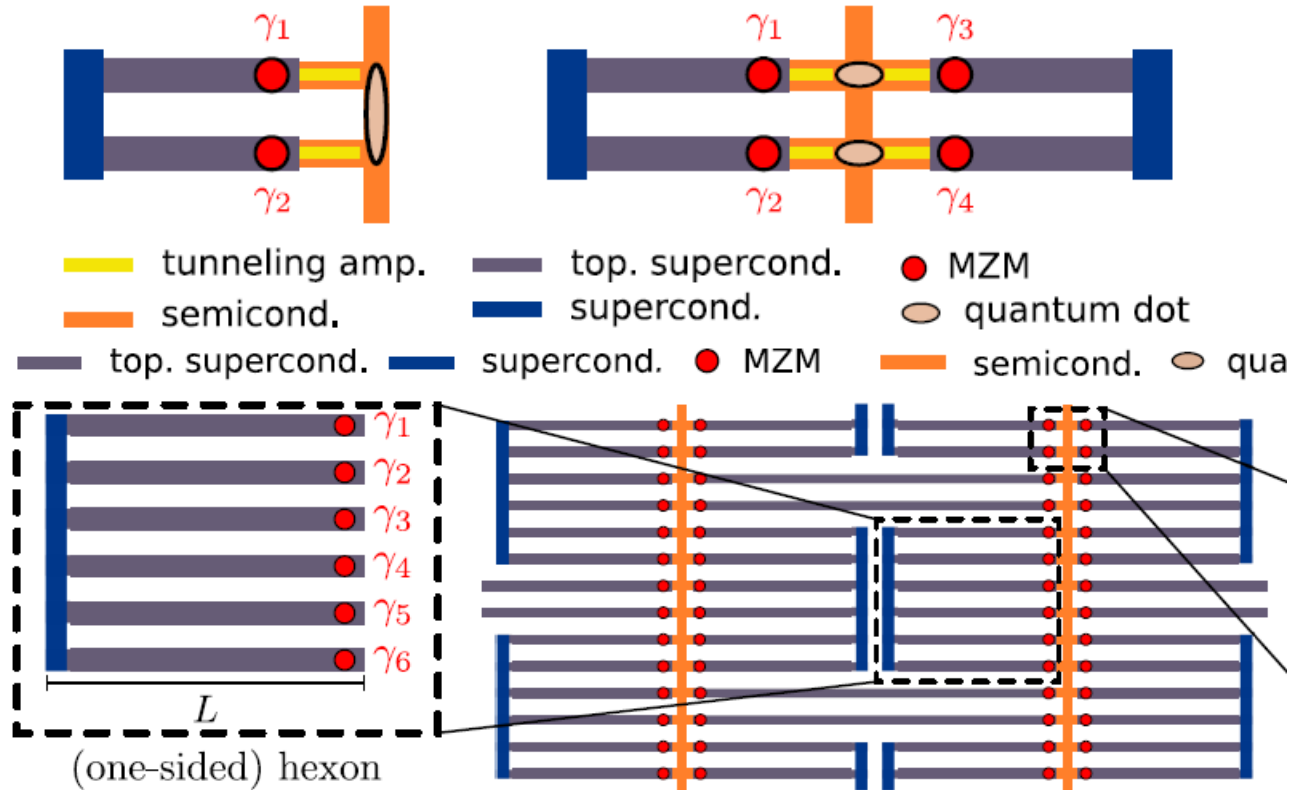 γ1 γ1 γ3
γ2 γ2 γ4
tunneling amp. top. supercond. MZM
semicond. supercond. quantum dot
top. supercond. supercond. MZM semicond. qua
γ1
γ2
γ3
γ4
γ5
γ6
L
(one-sided) hexon